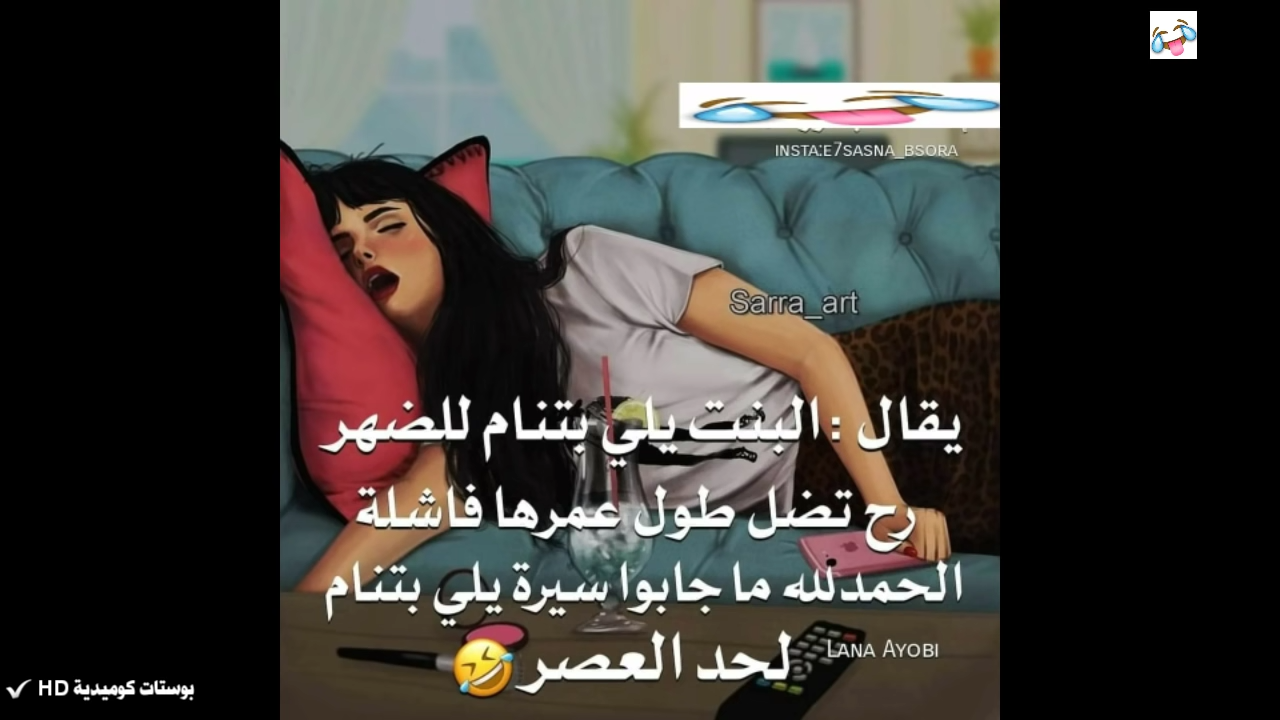 INSTA:E7SASNA_BSORA
Sarra_art
يقال : البنت يلي بتنام للضهر
رح تضل طول عمرها فاشلة
الحمدلله ما جابوا سيرة يلي بتنام
لحد العصر🤣
LANA AYOBI
بوستات كوميدية HD ✓